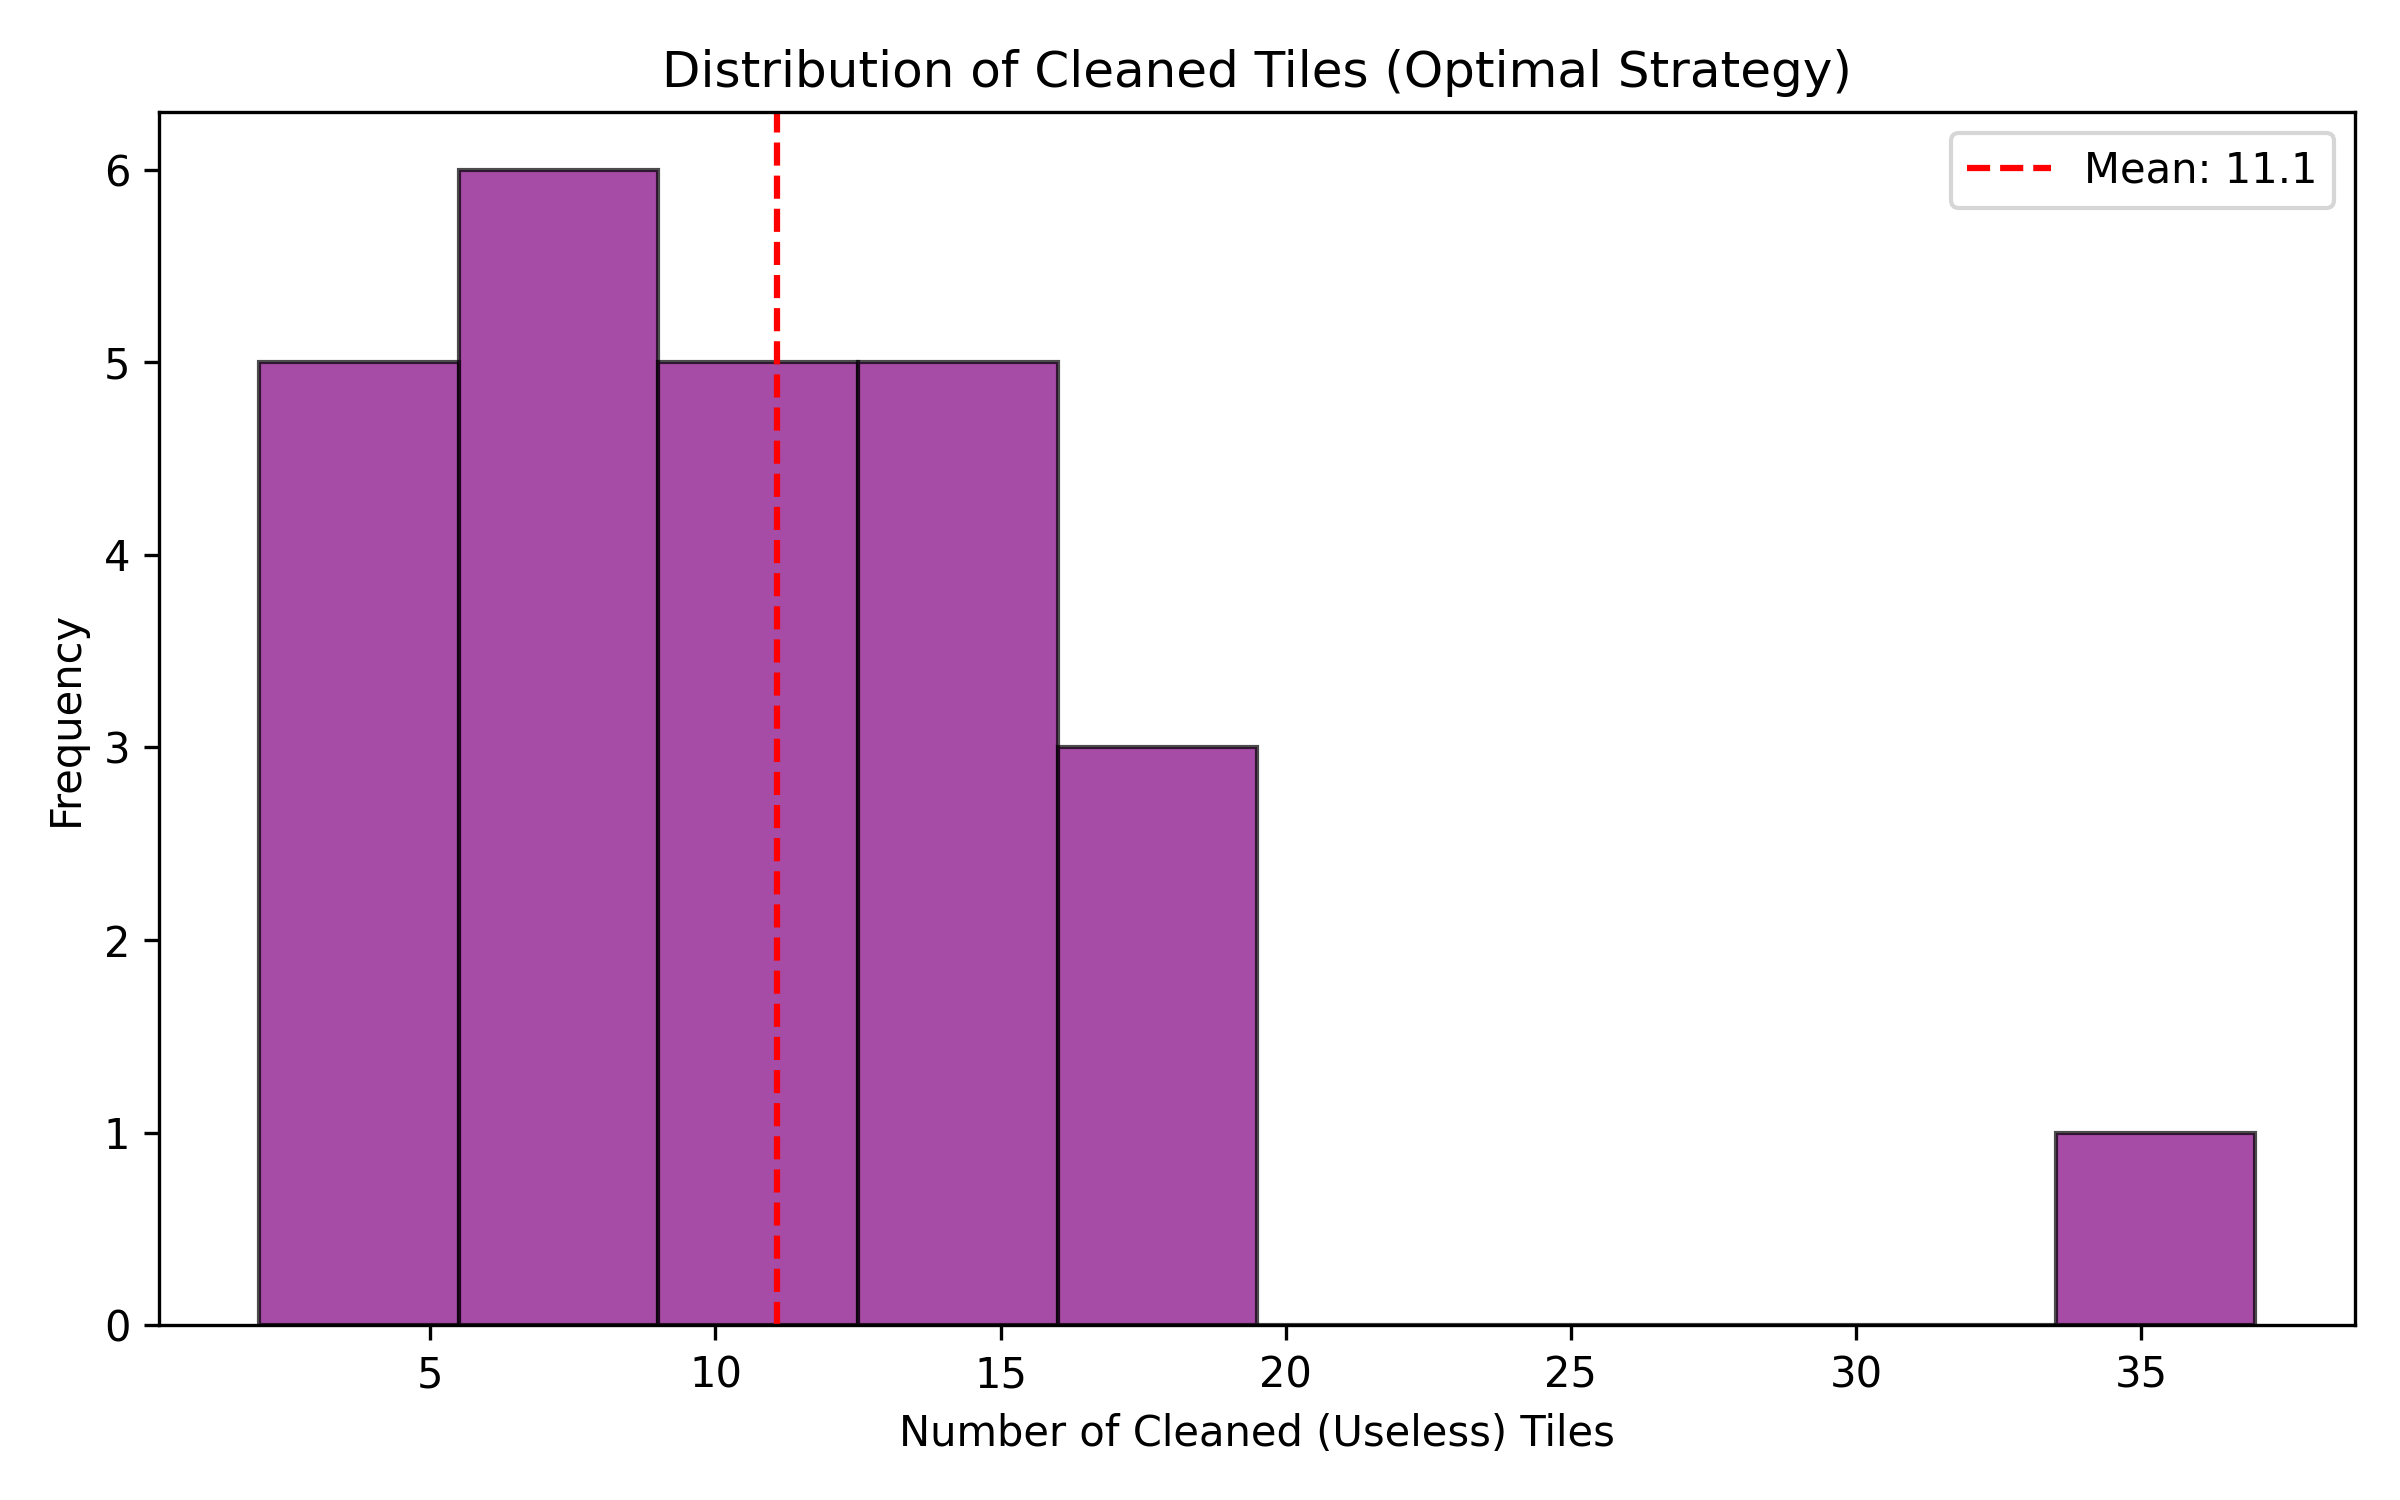 Distribution of Cleaned Tiles (Optimal Strategy)
Mean: 11.1
6
5
4
3
2
1
0
Frequency
5 10 15 20 25 30 35
Number of Cleaned (Useless) Tiles